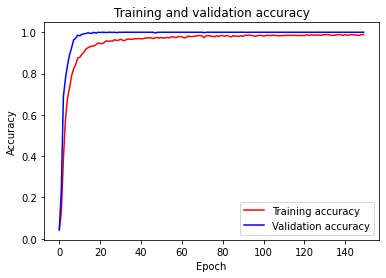 Training and validation accuracy
Accuracy
1.0
0.8
0.6
0.4
0.2
0.0
Training accuracy
Validation accuracy
0 20 40 60 80 100 120 140
Epoch